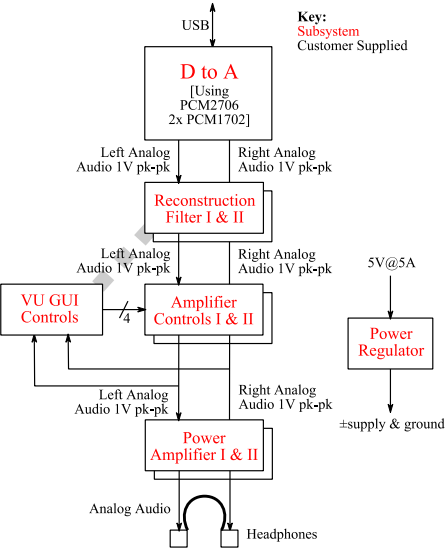 USB
Key:
Subsystem
Customer Supplied
D to A
[Using
PCM2706
2x PCM1702]
Left Analog
Audio 1V pk-pk
Right Analog
Audio 1V pk-pk
Reconstruction
Filter I & II
Left Analog
Audio 1V pk-pk
Right Analog
Audio 1V pk-pk
5V@5A
VU GUI
Controls
4
Amplifier
Controls I & II
Power
Regulator
Left Analog
Audio 1V pk-pk
Right Analog
Audio 1V pk-pk
±supply & ground
Power
Amplifier I & II
Analog Audio
Headphones